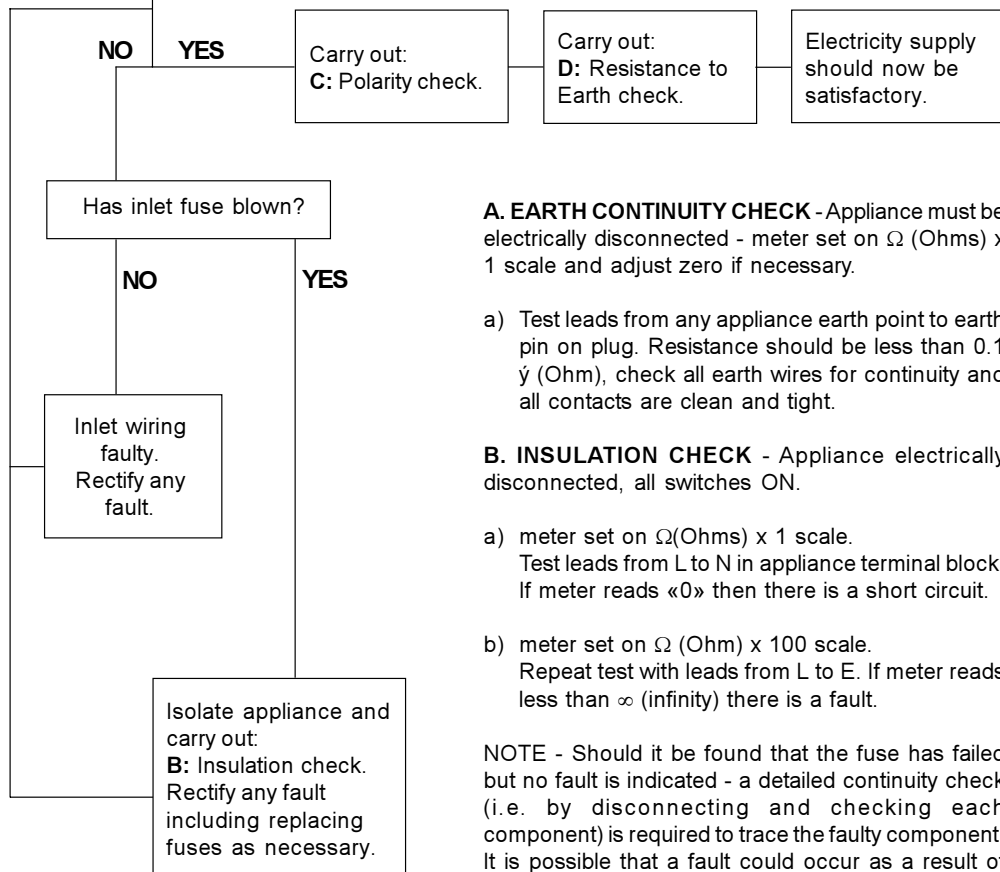 NO YES
Carry out:
C: Polarity check.
Carry out:
D: Resistance to
Earth check.
Electricity supply
should now be
satisfactory.
Has inlet fuse blown?
NO
YES
Inlet wiring
faulty.
Rectify any
fault.
Isolate appliance and
carry out:
B: Insulation check.
Rectify any fault
including replacing
fuses as necessary.
A. EARTH CONTINUITY CHECK - Appliance must be
electrically disconnected - meter set on Ω (Ohms) x
1 scale and adjust zero if necessary.
a) Test leads from any appliance earth point to earth
pin on plug. Resistance should be less than 0.1
ý (Ohm), check all earth wires for continuity and
all contacts are clean and tight.
B. INSULATION CHECK - Appliance electrically
disconnected, all switches ON.
a) meter set on Ω(Ohms) x 1 scale.
Test leads from L to N in appliance terminal block.
If meter reads «0» then there is a short circuit.
b) meter set on Ω (Ohm) x 100 scale.
Repeat test with leads from L to E. If meter reads
less than ∞ (infinity) there is a fault.
NOTE - Should it be found that the fuse has failed
but no fault is indicated - a detailed continuity check
(i.e. by disconnecting and checking each
component) is required to trace the faulty component.
It is possible that a fault could occur as a result of